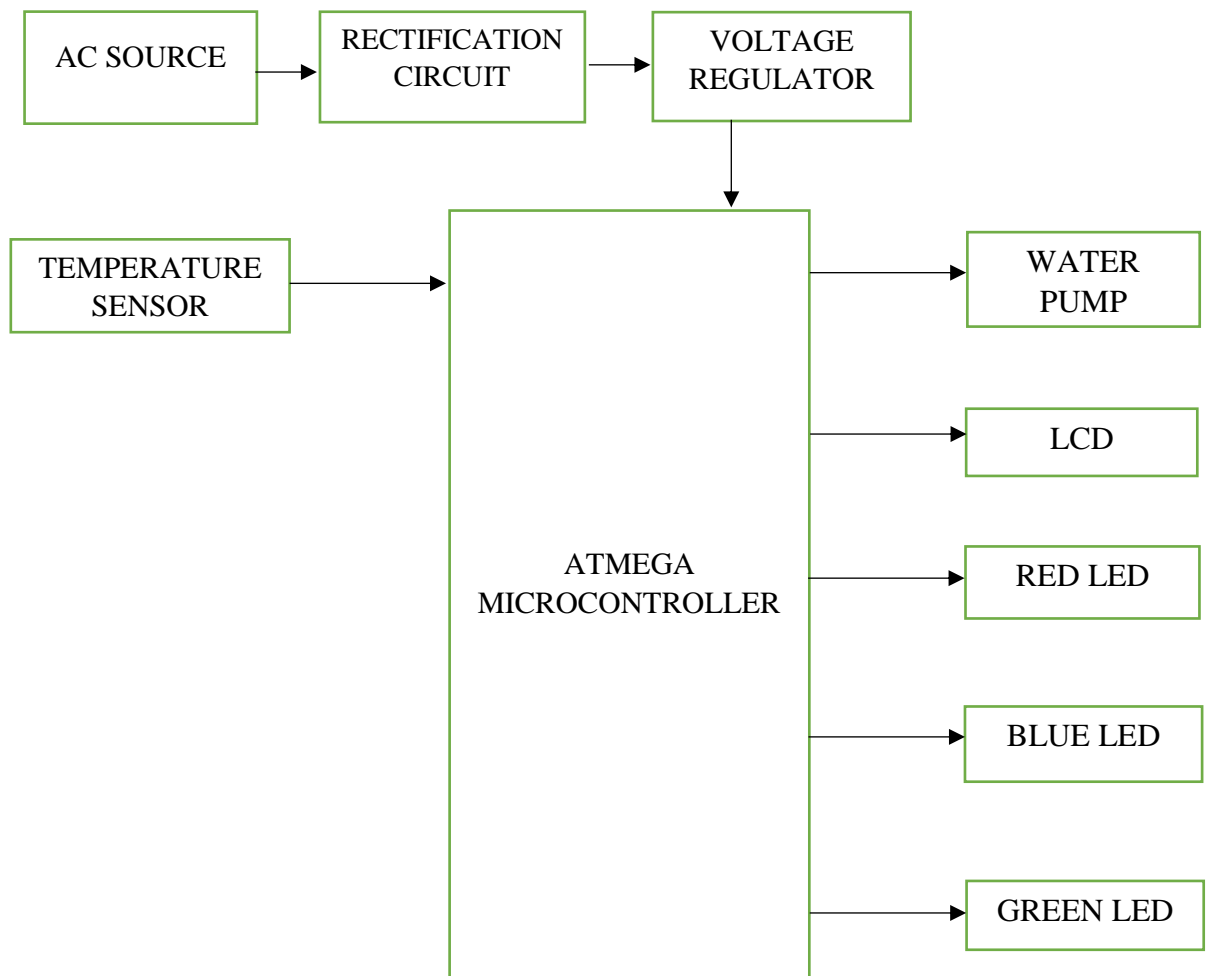 AC SOURCE
RECTIFICATION
CIRCUIT
VOLTAGE
REGULATOR
TEMPERATURE
SENSOR
ATMEGA
MICROCONTROLLER
WATER
PUMP
LCD
RED LED
BLUE LED
GREEN LED